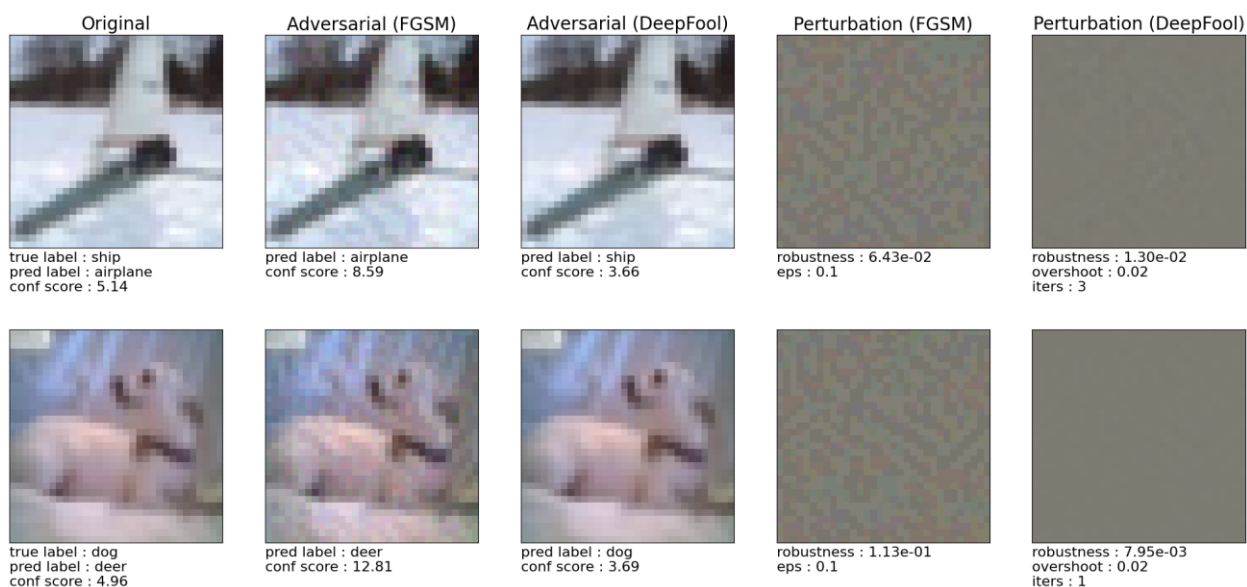 Original
Adversarial (FGSM)
Adversarial (DeepFool)
Perturbation (FGSM)
Perturbation (DeepFool)
true label : ship
pred label : airplane
conf score : 5.14
pred label : airplane
conf score : 8.59
pred label : ship
conf score : 3.66
robustness : 6.43e-02
eps : 0.1
robustness : 1.30e-02
overshoot : 0.02
iters : 3
true label : dog
pred label : deer
conf score : 4.96
pred label : deer
conf score : 12.81
pred label : dog
conf score : 3.69
robustness : 1.13e-01
eps : 0.1
robustness : 7.95e-03
overshoot : 0.02
iters : 1